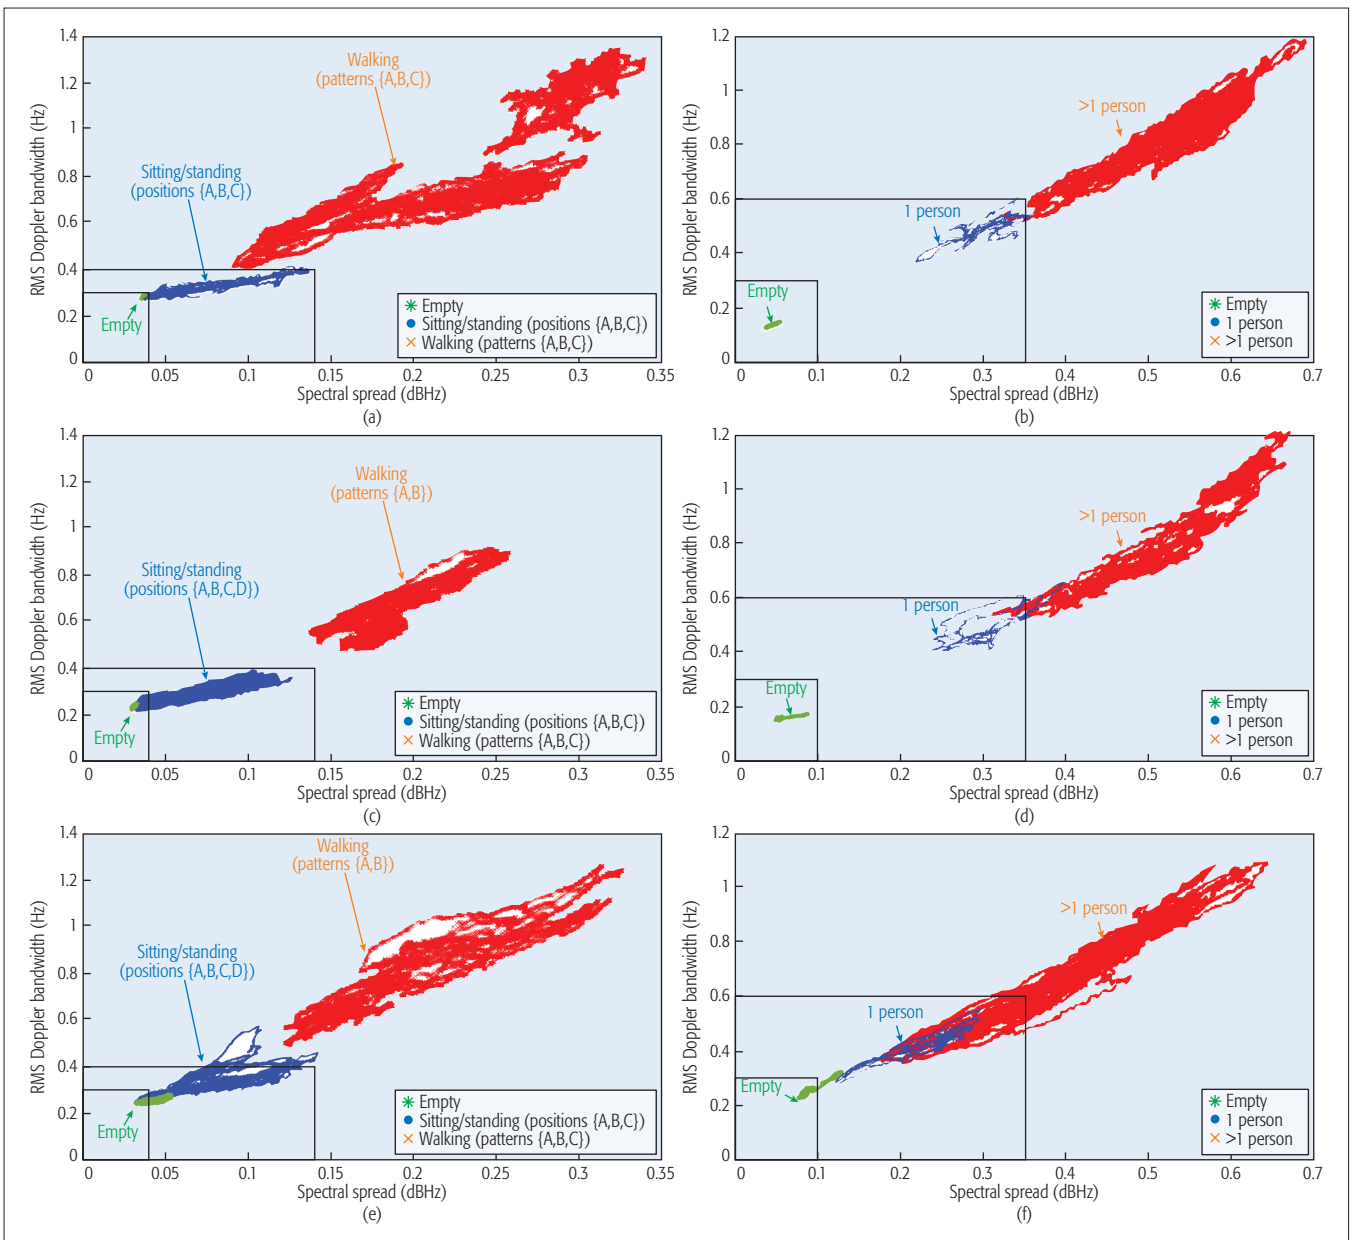 1.4
1.2
1
0.8
0.6
0.4
0.2
0
RMS Doppler bandwidth (Hz)
Walking
(patterns {A,B,C})
Sitting/standing
(positions {A,B,C})
Empty
Empty
Sitting/standing (positions {A,B,C})
Walking (patterns {A,B,C})
0 0.05 0.1 0.15 0.2 0.25 0.3 0.35
Spectral spread (dBHz)
(a)
1.2
1
0.8
0.6
0.4
0.2
0
RMS Doppler bandwidth (Hz)
>1 person
1 person
Empty
Empty
1 person
>1 person
0 0.1 0.2 0.3 0.4 0.5 0.6 0.7
Spectral spread (dBHz)
(b)
1.4
1.2
1
0.8
0.6
0.4
0.2
0
RMS Doppler bandwidth (Hz)
Walking
(patterns {A,B})
Sitting/standing
(positions {A,B,C,D})
Empty
Empty
Sitting/standing (positions {A,B,C})
Walking (patterns {A,B,C})
0 0.05 0.1 0.15 0.2 0.25 0.3 0.35
Spectral spread (dBHz)
(c)
1.2
1
0.8
0.6
0.4
0.2
0
RMS Doppler bandwidth (Hz)
>1 person
1 person
Empty
Empty
1 person
>1 person
0 0.1 0.2 0.3 0.4 0.5 0.6 0.7
Spectral spread (dBHz)
(d)
1.4
1.2
1
0.8
0.6
0.4
0.2
0
RMS Doppler bandwidth (Hz)
Walking
(patterns {A,B})
Sitting/standing
(positions {A,B,C,D})
Empty
Empty
Sitting/standing (positions {A,B,C})
Walking (patterns {A,B,C})
0 0.05 0.1 0.15 0.2 0.25 0.3 0.35
Spectral spread (dBHz)
(e)
1.2
1
0.8
0.6
0.4
0.2
0
RMS Doppler bandwidth (Hz)
>1 person
1 person
Empty
Empty
1 person
>1 person
0 0.1 0.2 0.3 0.4 0.5 0.6 0.7
Spectral spread (dBHz)
(f)